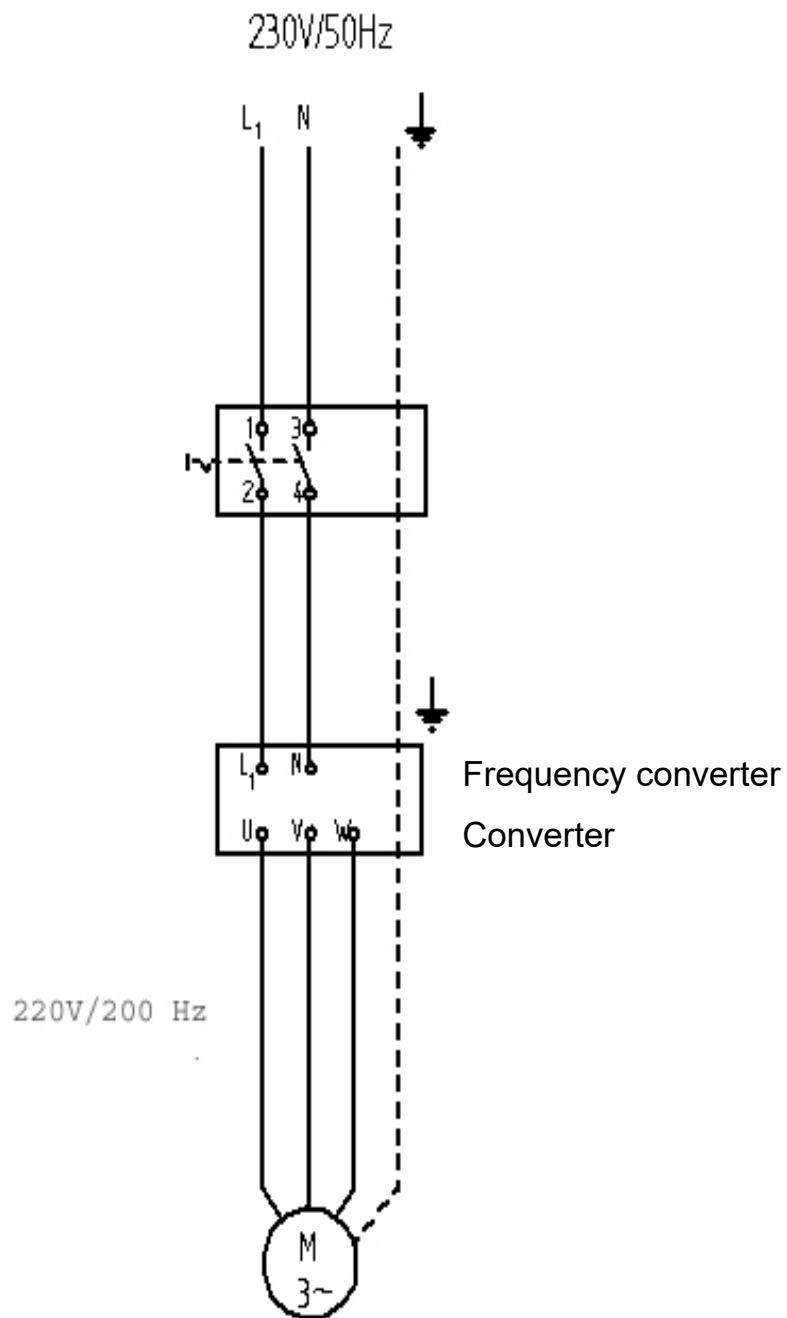 230V/50Hz
L₁ N
1 3
2 4
L₁ N
Frequency converter
U V W
Converter
220V/200 Hz
M
3~